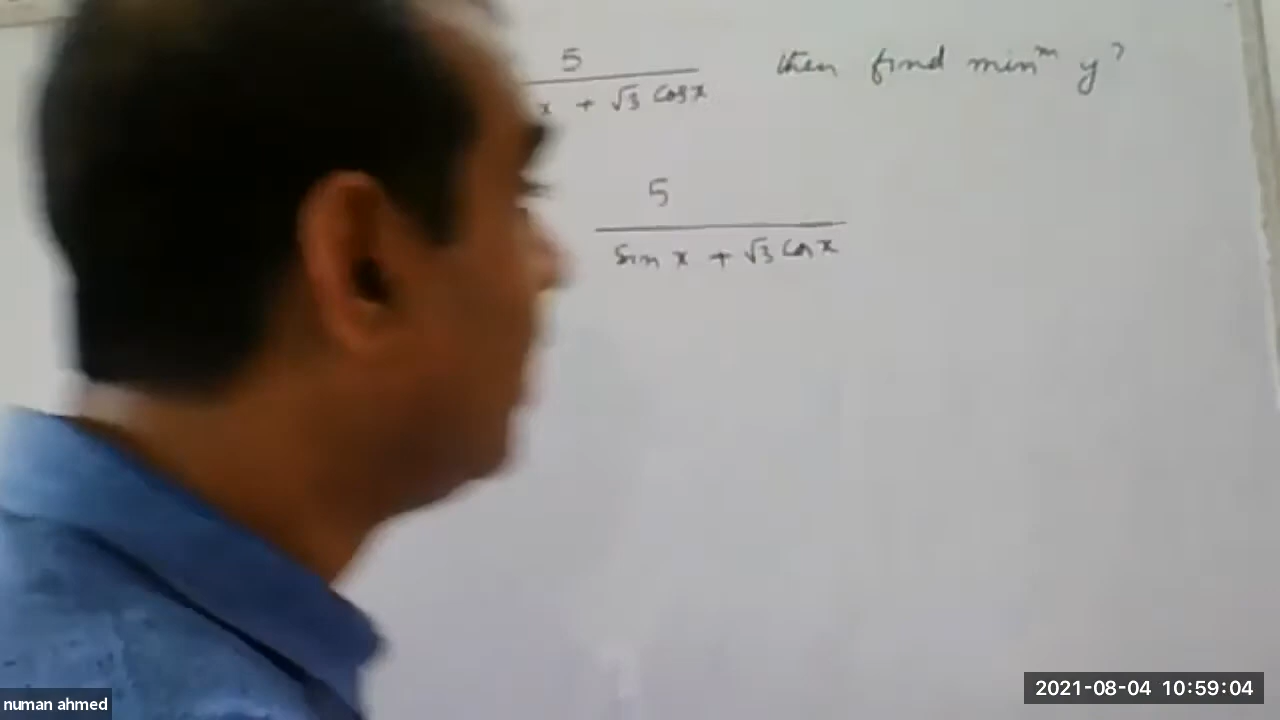 5 then find minᵐ y?
x + √3 cos x
5
sin x + √3 cos x
numan ahmed
2021-08-04 10:59:04